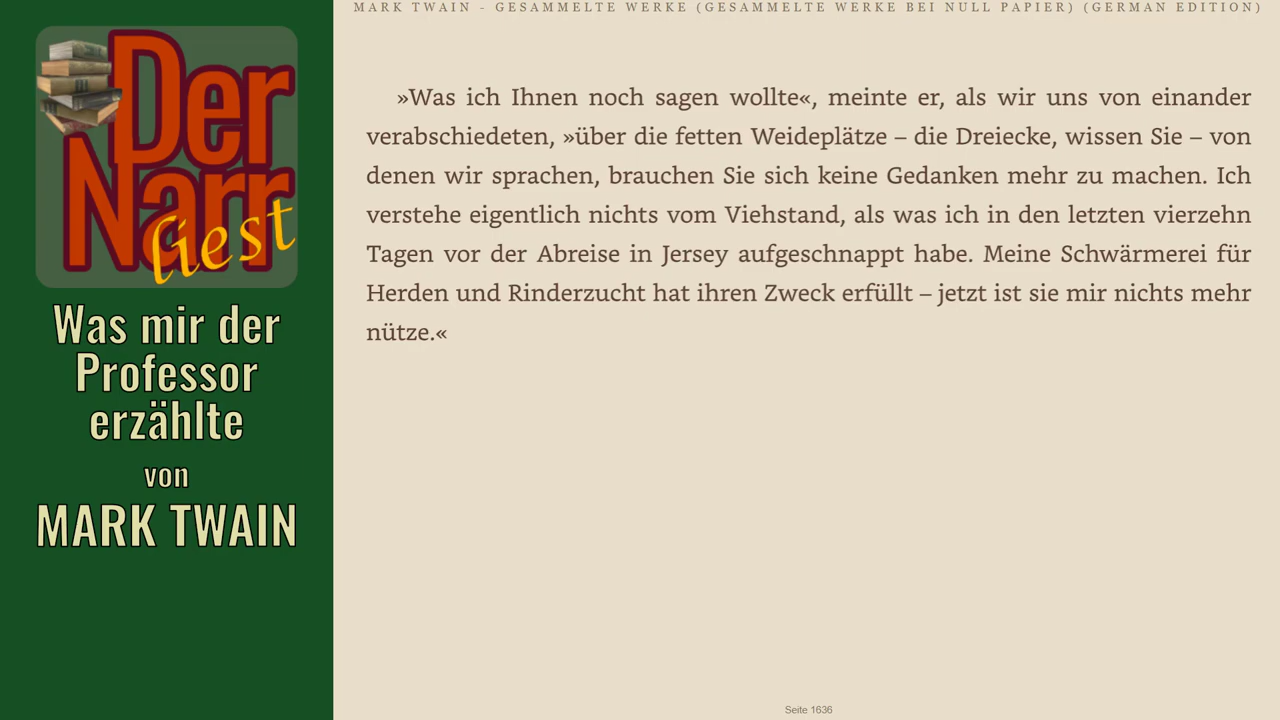 Der
Narr
liest
Was mir der
Professor
erzählte
von
MARK TWAIN
MARK TWAIN - GESAMMELTE WERKE (GESAMMELTE WERKE BEI NULL PAPIER) (GERMAN EDITION)
»Was ich Ihnen noch sagen wollte«, meinte er, als wir uns von einander
verabschiedeten, »über die fetten Weideplätze – die Dreiecke, wissen Sie – von
denen wir sprachen, brauchen Sie sich keine Gedanken mehr zu machen. Ich
verstehe eigentlich nichts vom Viehstand, als was ich in den letzten vierzehn
Tagen vor der Abreise in Jersey aufgeschnappt habe. Meine Schwärmerei für
Herden und Rinderzucht hat ihren Zweck erfüllt – jetzt ist sie mir nichts mehr
nütze.«
Seite 1636